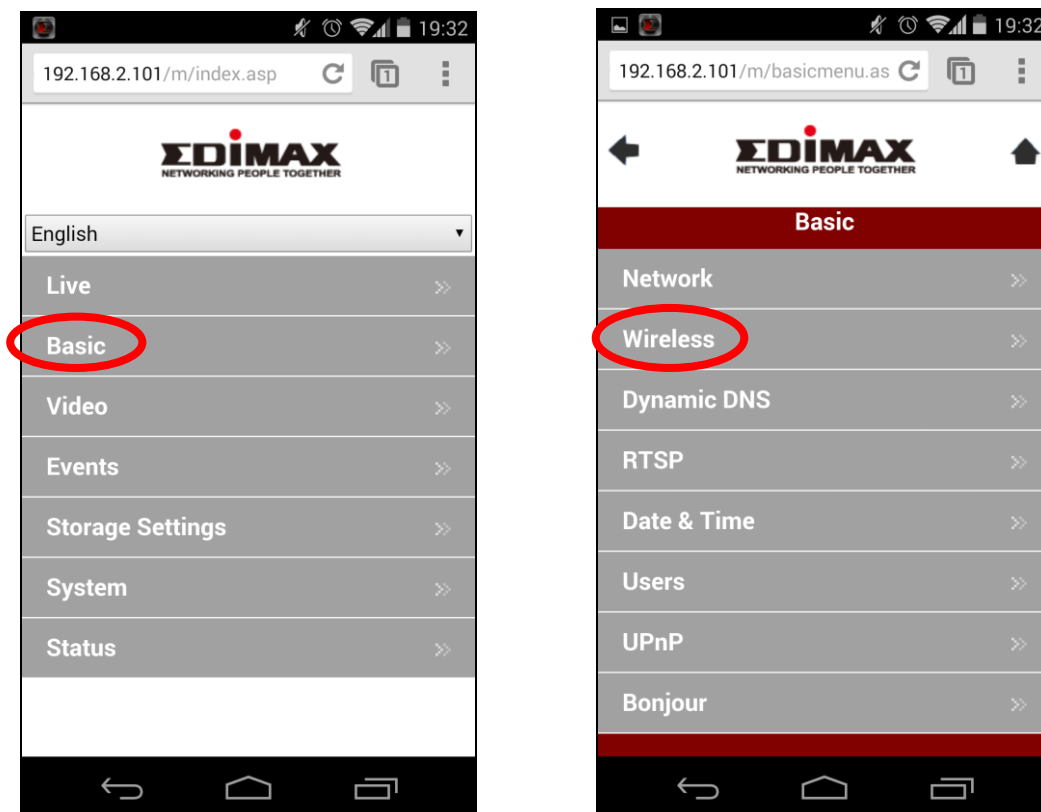 19:32
192.168.2.101/m/index.asp
1
EDIMAX
NETWORKING PEOPLE TOGETHER
English
Live
Basic
Video
Events
Storage Settings
System
Status
19:32
192.168.2.101/m/basicmenu.as
1
EDIMAX
NETWORKING PEOPLE TOGETHER
Basic
Network
Wireless
Dynamic DNS
RTSP
Date & Time
Users
UPnP
Bonjour